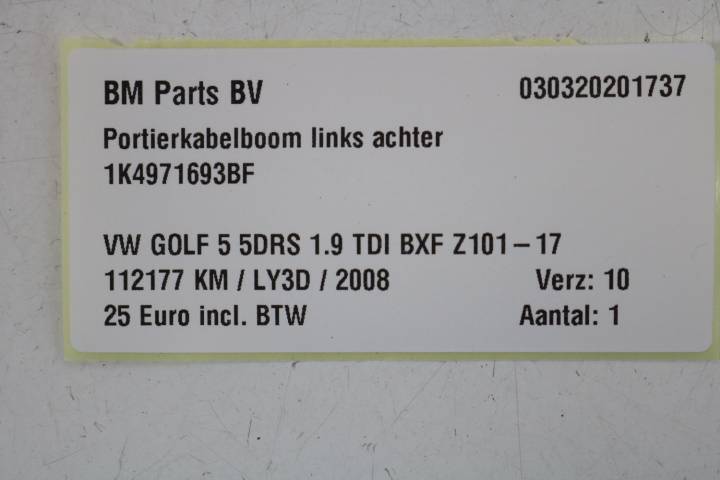 BM Parts BV 030320201737
Portierkabelboom links achter
1K4971693BF
VW GOLF 5 5DRS 1.9 TDI BXF Z101-17
112177 KM / LY3D / 2008 Verz: 10
25 Euro incl. BTW Aantal: 1